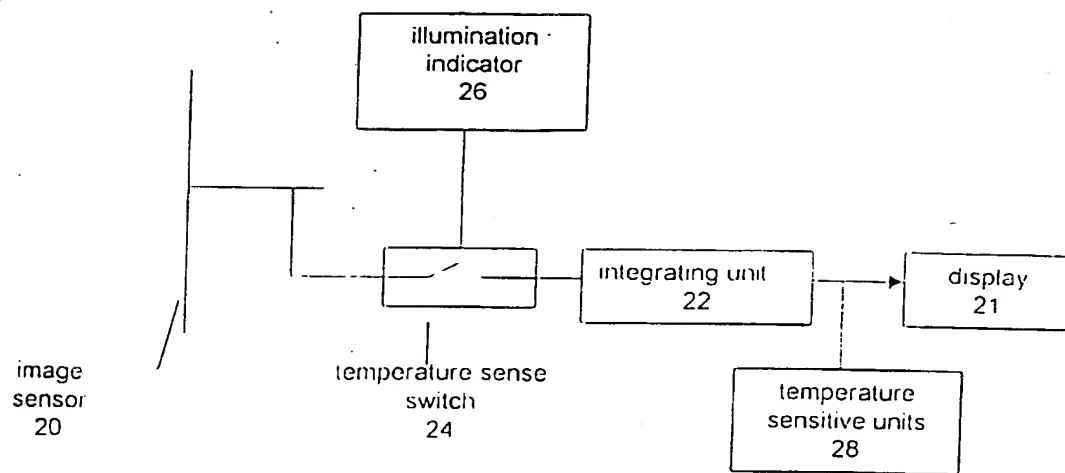 illumination
indicator
26
integrating unit
22
display
21
image
sensor
20
temperature sense
switch
24
temperature
sensitive units
28